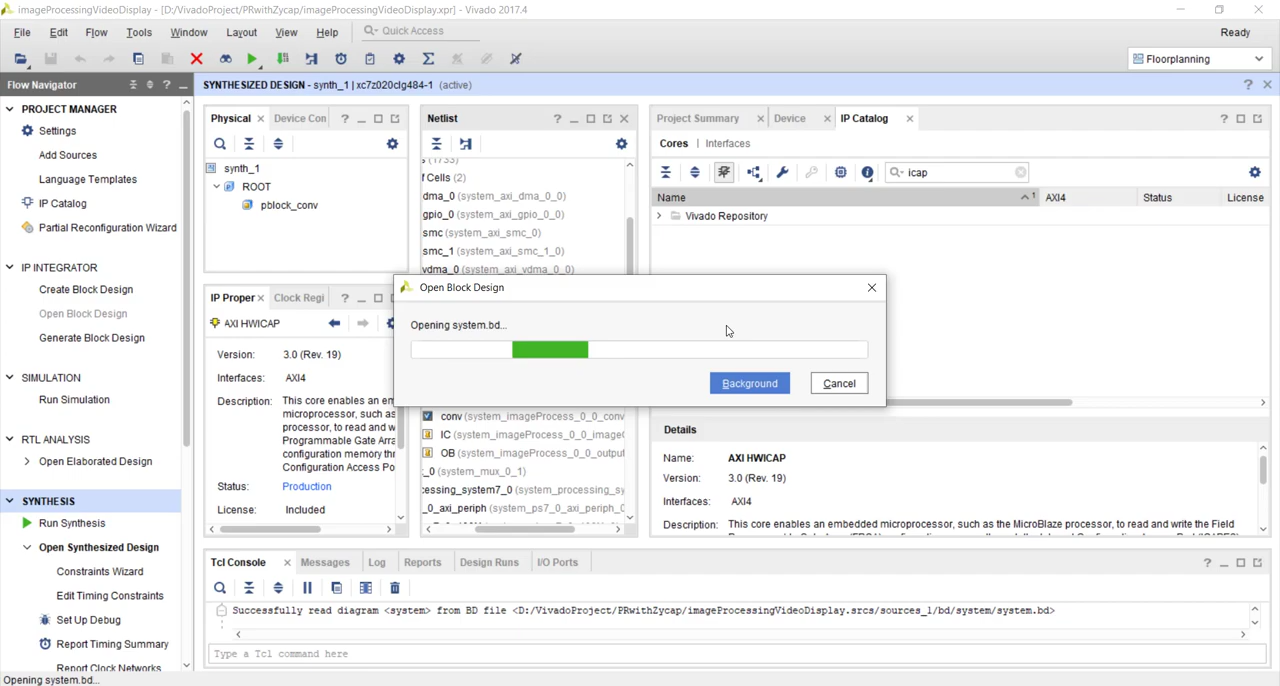 imageProcessingVideoDisplay - [D:/VivadoProject/PRwithZycap/imageProcessingVideoDisplay.xpr] - Vivado 2017.4
File Edit Flow Tools Window Layout View Help Quick Access Ready
Floorplanning
Flow Navigator
SYNTHESIZED DESIGN - synth_1 | xc7z020clg484-1 (active)
PROJECT MANAGER
Settings
Add Sources
Language Templates
IP Catalog
Partial Reconfiguration Wizard
IP INTEGRATOR
Create Block Design
Open Block Design
Generate Block Design
SIMULATION
Run Simulation
RTL ANALYSIS
Open Elaborated Design
SYNTHESIS
Run Synthesis
Open Synthesized Design
Constraints Wizard
Edit Timing Constraints
Set Up Debug
Report Timing Summary
Report Clock Networks
Physical Device Con
synth_1
ROOT
pblock_conv
IP Proper Clock Regi
AXI HWICAP
Version: 3.0 (Rev. 19)
Interfaces: AXI4
Description: This core enables an em
microprocessor, such as
processor, to read and w
Programmable Gate Arra
configuration memory thr
Configuration Access Po
Status: Production
License: Included
Netlist
s (1733)
f Cells (2)
dma_0 (system_axi_dma_0_0)
gpio_0 (system_axi_gpio_0_0)
smc (system_axi_smc_0)
smc_1 (system_axi_smc_1_0)
vdma_0 (system_axi_vdma_0_0)
conv (system_imageProcess_0_0_conv
IC (system_imageProcess_0_0_image
OB (system_imageProcess_0_0_output
_0 (system_mux_0_1)
cessing_system7_0 (system_processing_sy
_0_axi_periph (system_ps7_0_axi_periph_0
Project Summary Device IP Catalog
Cores | Interfaces
icap
Name 1 AXI4 Status License
Vivado Repository
Details
Name: AXI HWICAP
Version: 3.0 (Rev. 19)
Interfaces: AXI4
Description: This core enables an embedded microprocessor, such as the MicroBlaze processor, to read and write the Field
Open Block Design
Opening system.bd...
Background Cancel
Tcl Console Messages Log Reports Design Runs I/O Ports
Successfully read diagram <system> from BD file <D:/VivadoProject/PRwithZycap/imageProcessingVideoDisplay.srcs/sources_1/bd/system/system.bd>
Type a Tcl command here
Opening system.bd...